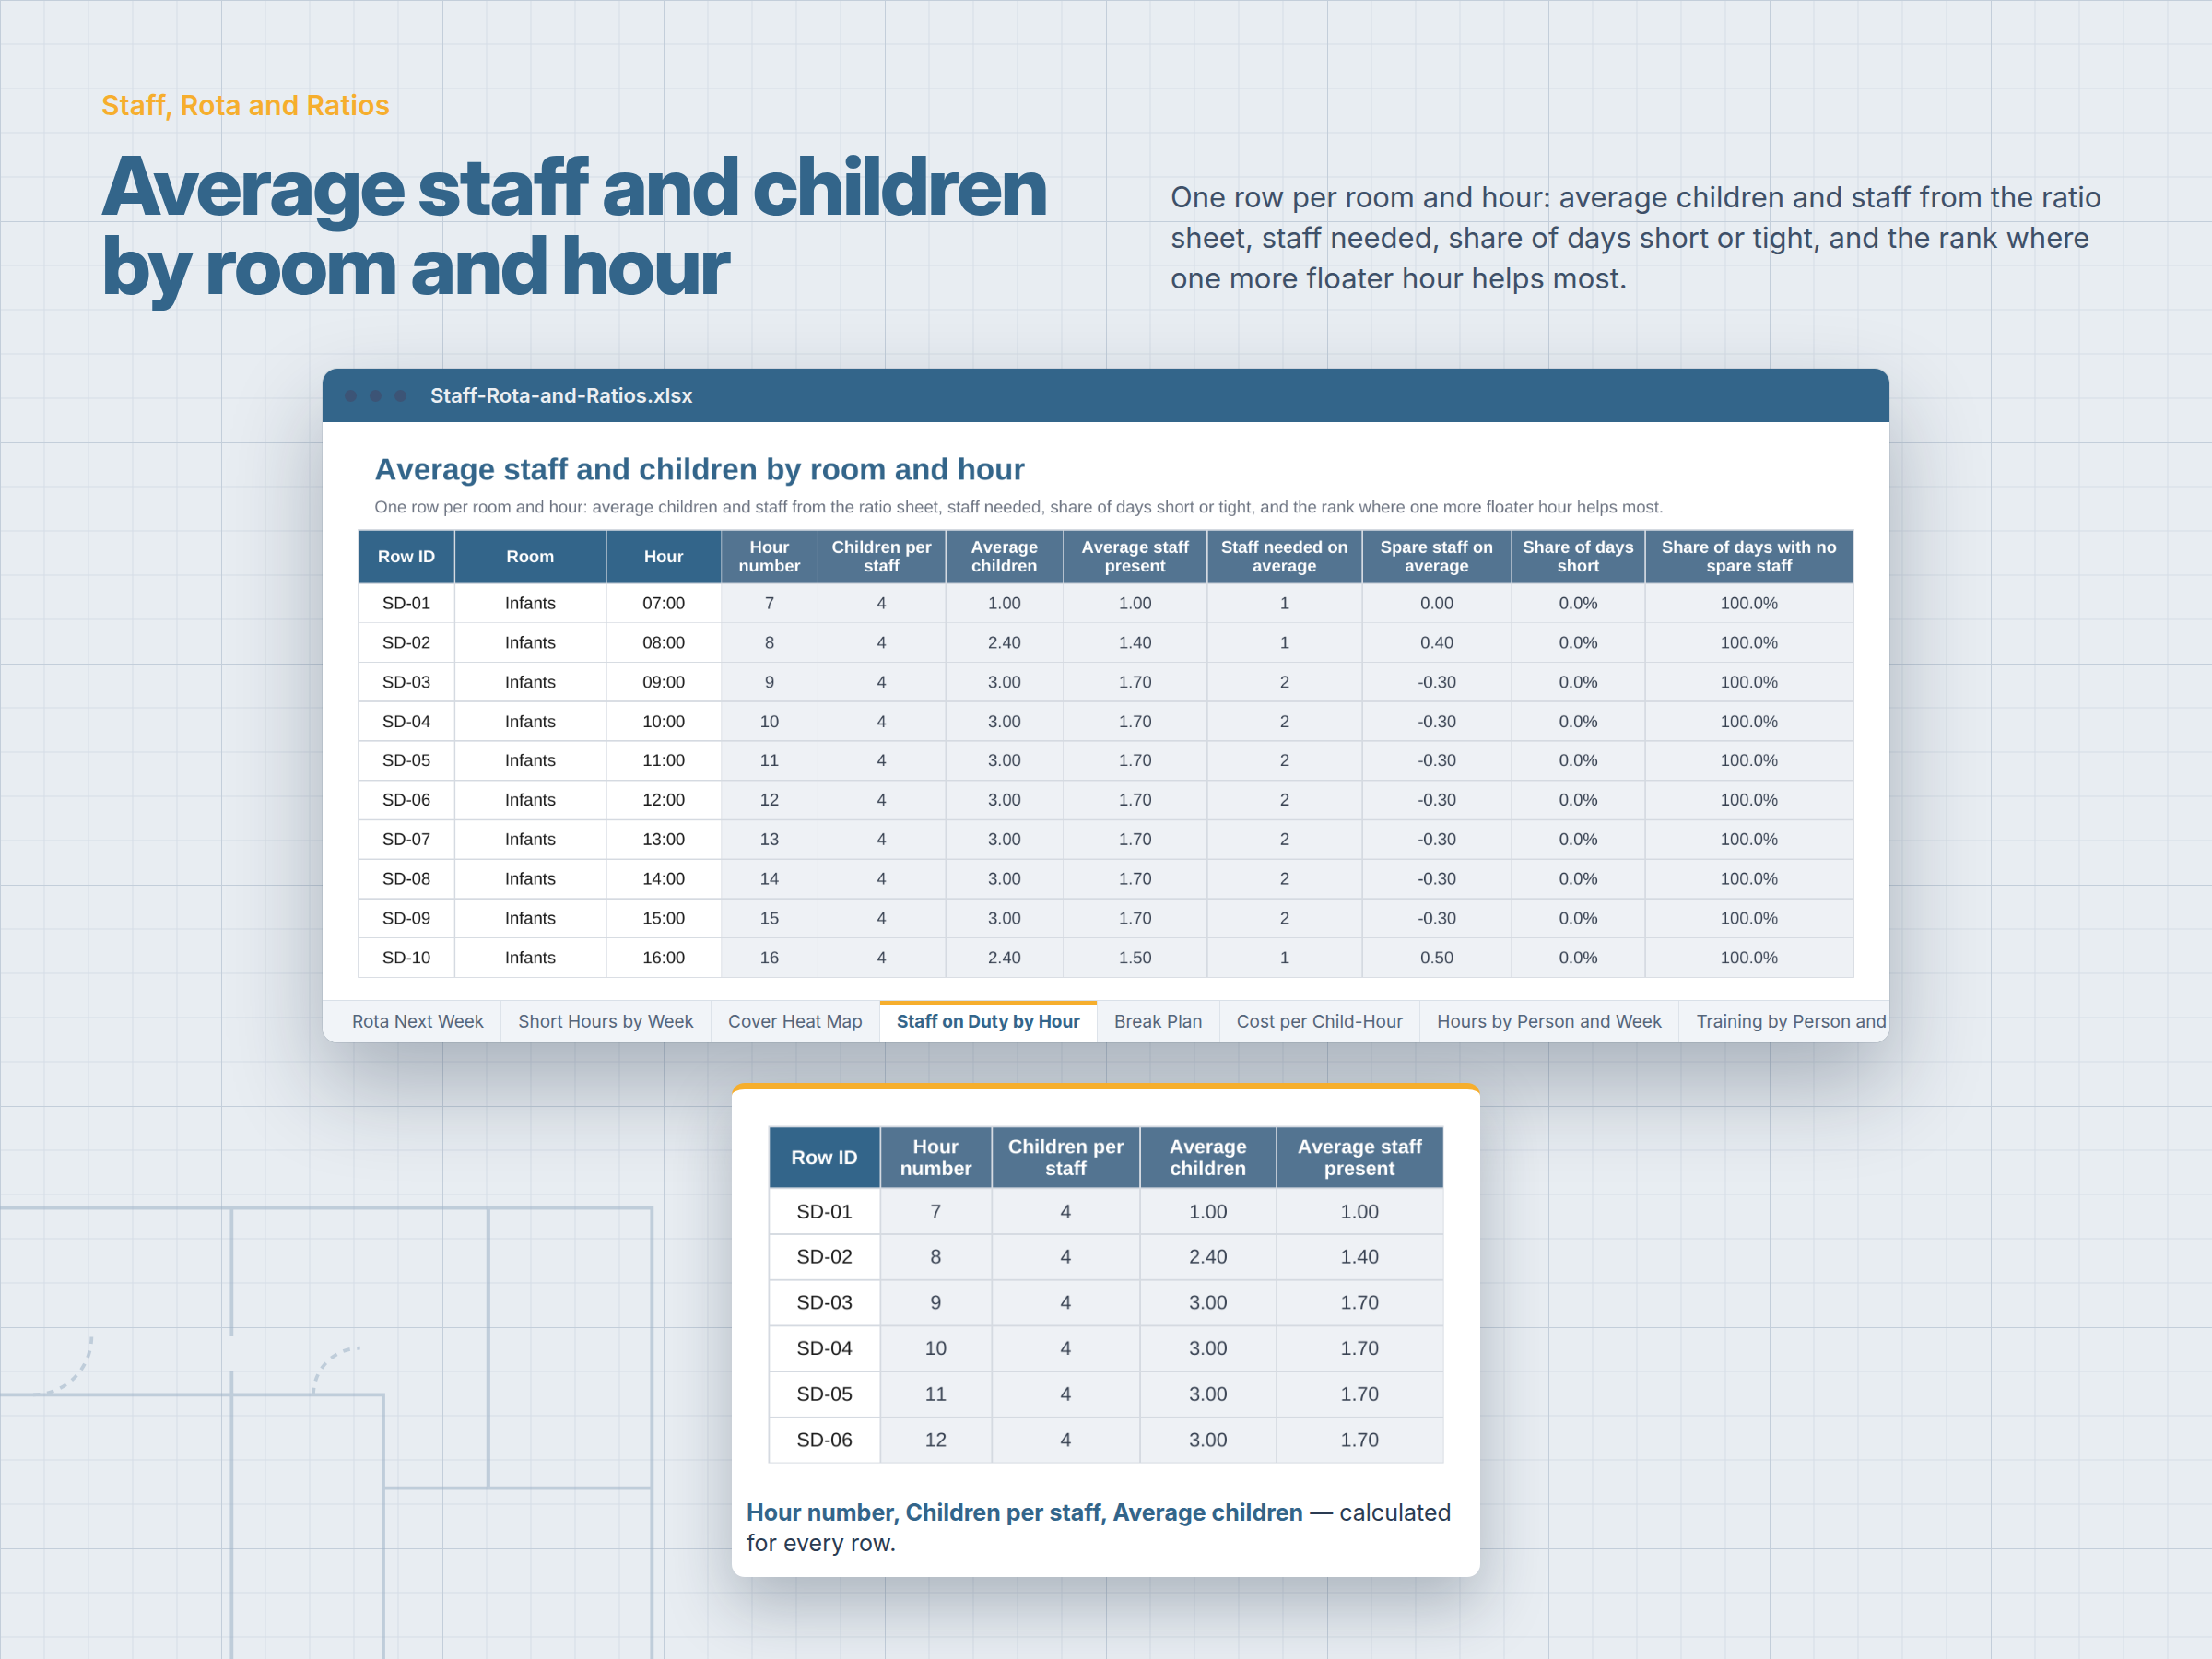 Staff, Rota and Ratios
Average staff and children
by room and hour
One row per room and hour: average children and staff from the ratio
sheet, staff needed, share of days short or tight, and the rank where
one more floater hour helps most.
Staff-Rota-and-Ratios.xlsx
Average staff and children by room and hour
One row per room and hour: average children and staff from the ratio sheet, staff needed, share of days short or tight, and the rank where one more floater hour helps most.
Row ID Room Hour Hour number Children per staff Average children Average staff present Staff needed on average Spare staff on average Share of days short Share of days with no spare staff
SD-01 Infants 07:00 7 4 1.00 1.00 1 0.00 0.0% 100.0%
SD-02 Infants 08:00 8 4 2.40 1.40 1 0.40 0.0% 100.0%
SD-03 Infants 09:00 9 4 3.00 1.70 2 -0.30 0.0% 100.0%
SD-04 Infants 10:00 10 4 3.00 1.70 2 -0.30 0.0% 100.0%
SD-05 Infants 11:00 11 4 3.00 1.70 2 -0.30 0.0% 100.0%
SD-06 Infants 12:00 12 4 3.00 1.70 2 -0.30 0.0% 100.0%
SD-07 Infants 13:00 13 4 3.00 1.70 2 -0.30 0.0% 100.0%
SD-08 Infants 14:00 14 4 3.00 1.70 2 -0.30 0.0% 100.0%
SD-09 Infants 15:00 15 4 3.00 1.70 2 -0.30 0.0% 100.0%
SD-10 Infants 16:00 16 4 2.40 1.50 1 0.50 0.0% 100.0%
Rota Next Week Short Hours by Week Cover Heat Map Staff on Duty by Hour Break Plan Cost per Child-Hour Hours by Person and Week Training by Person and
Row ID Hour number Children per staff Average children Average staff present
SD-01 7 4 1.00 1.00
SD-02 8 4 2.40 1.40
SD-03 9 4 3.00 1.70
SD-04 10 4 3.00 1.70
SD-05 11 4 3.00 1.70
SD-06 12 4 3.00 1.70
Hour number, Children per staff, Average children — calculated
for every row.